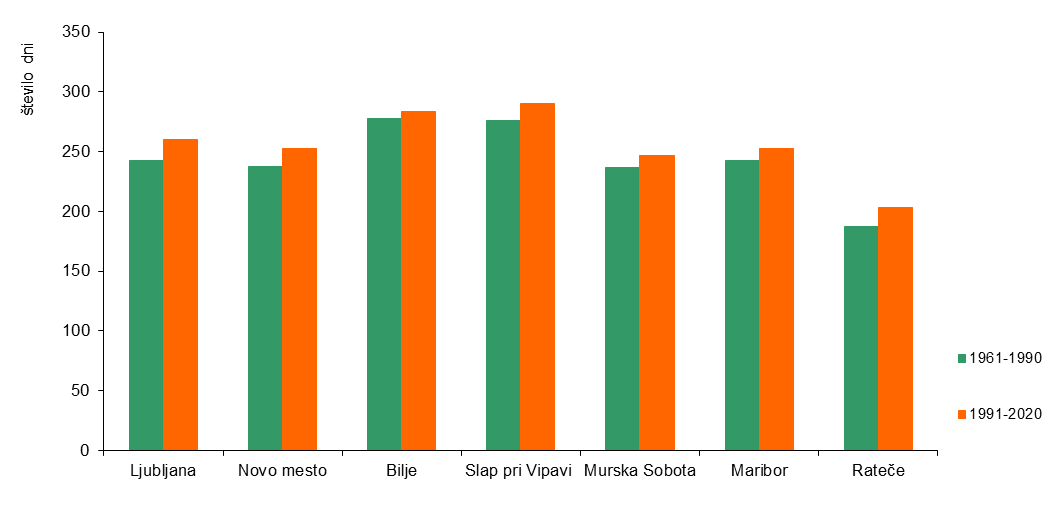 število dni
350
300
250
200
150
100
50
0
Ljubljana
Novo mesto
Bilje
Slap pri Vipavi
Murska Sobota
Maribor
Rateče
1961-1990
1991-2020